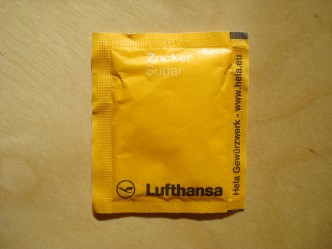 Zucker
Sugar
Lufthansa
Hela Gewürzwerk - www.hela.eu